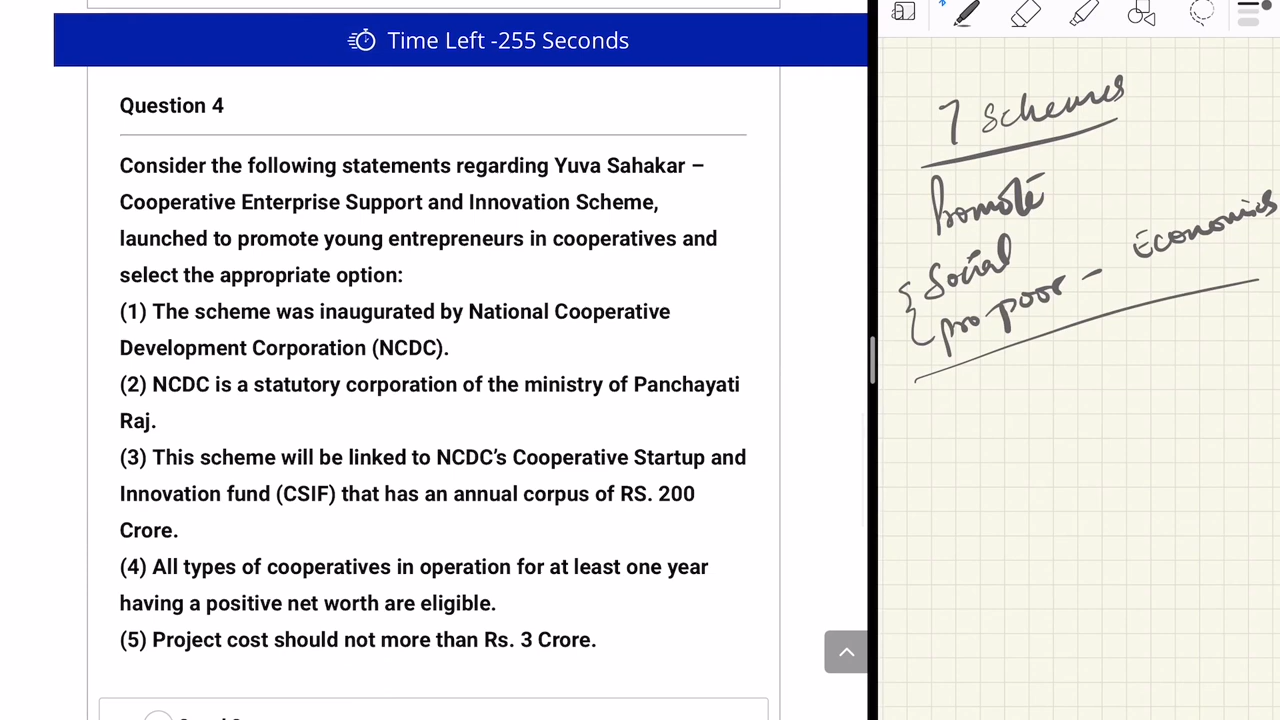 Time Left -255 Seconds
Question 4
Consider the following statements regarding Yuva Sahakar –
Cooperative Enterprise Support and Innovation Scheme,
launched to promote young entrepreneurs in cooperatives and
select the appropriate option:
(1) The scheme was inaugurated by National Cooperative
Development Corporation (NCDC).
(2) NCDC is a statutory corporation of the ministry of Panchayati
Raj.
(3) This scheme will be linked to NCDC’s Cooperative Startup and
Innovation fund (CSIF) that has an annual corpus of RS. 200
Crore.
(4) All types of cooperatives in operation for at least one year
having a positive net worth are eligible.
(5) Project cost should not more than Rs. 3 Crore.
7 schemes
Promote
Social
pro poor - Economics